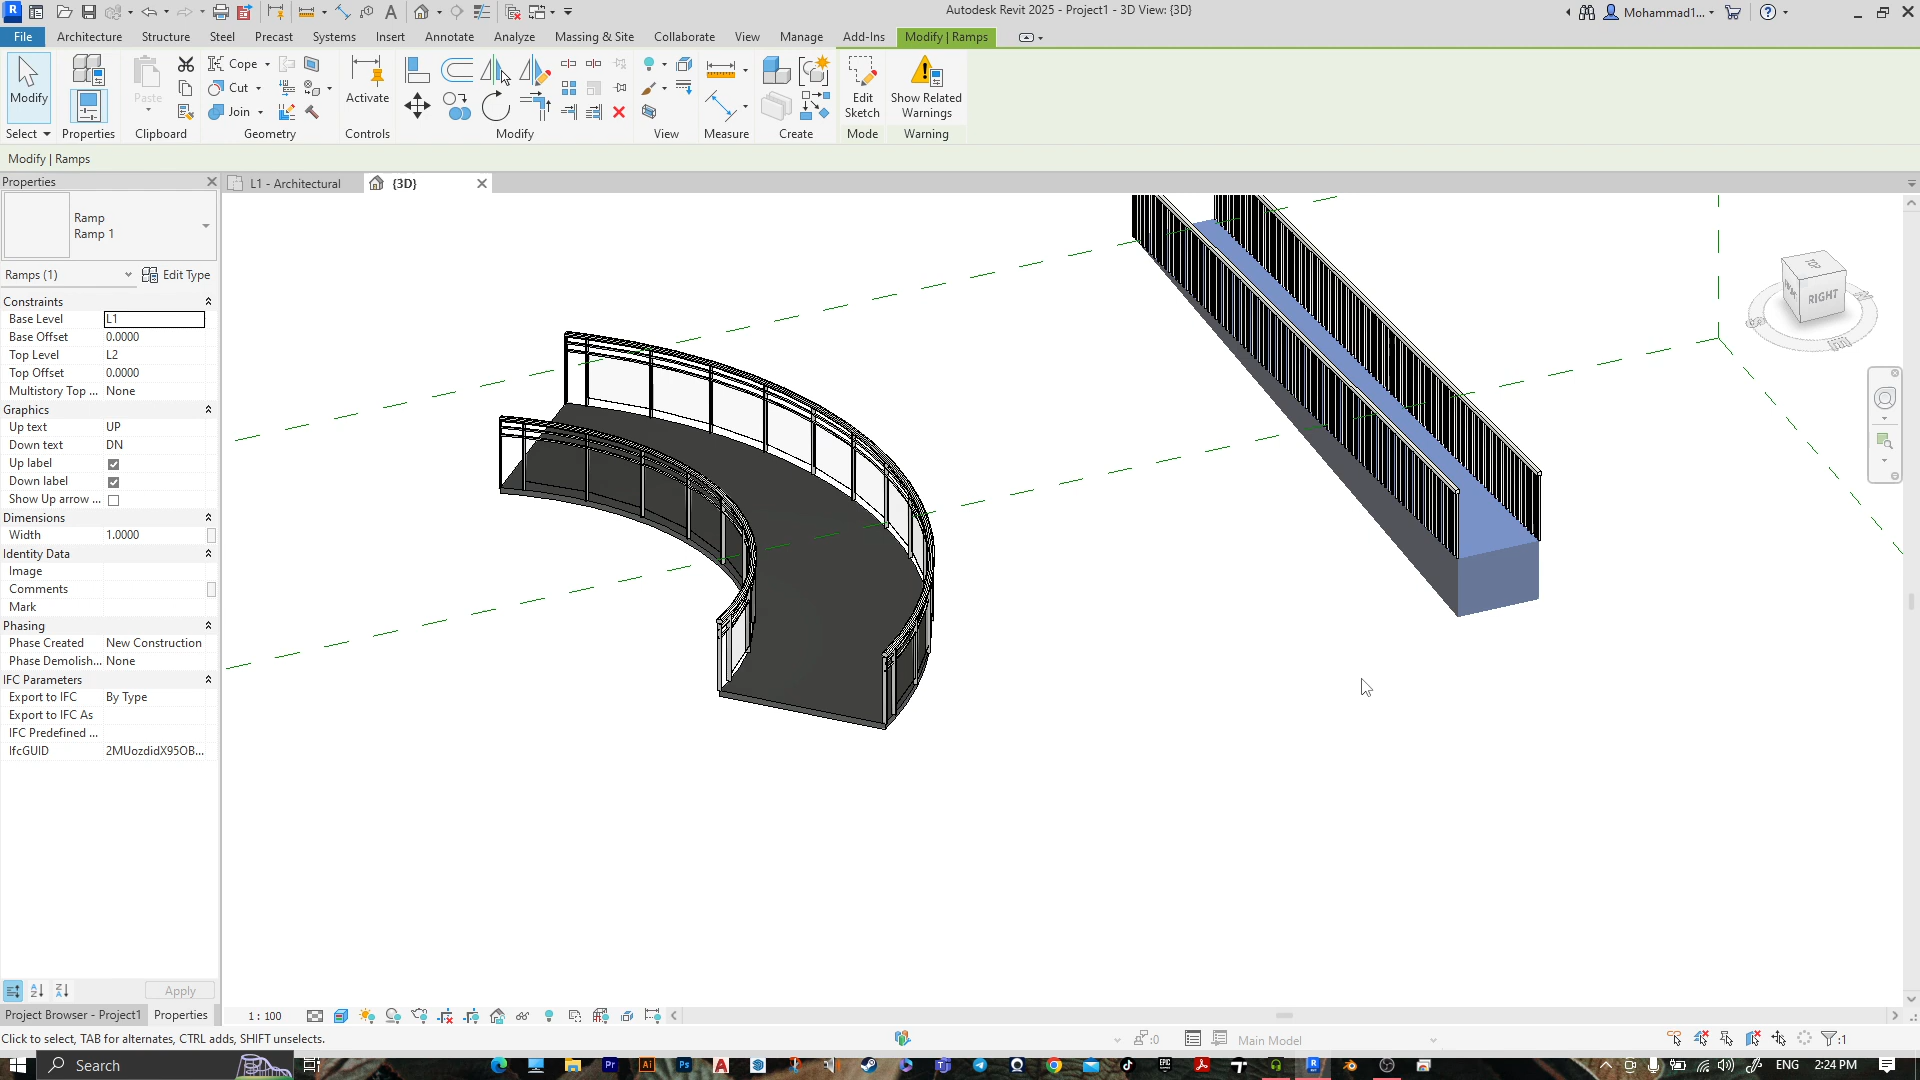 Autodesk Revit 2025 - Project1 - 3D View: {3D}
Mohammad1...
File Architecture Structure Steel Precast Systems Insert Annotate Analyze Massing & Site Collaborate View Manage Add-Ins Modify | Ramps
Modify
Paste
Cope
Cut
Join
Activate
Edit Sketch
Show Related Warnings
Select Properties Clipboard Geometry Controls Modify View Measure Create Mode Warning
Modify | Ramps
Properties
L1 - Architectural
{3D}
Ramp
Ramp 1
Ramps (1)
Edit Type
Constraints
Base Level L1
Base Offset 0.0000
Top Level L2
Top Offset 0.0000
Multistory Top ... None
Graphics
Up text UP
Down text DN
Up label
Down label
Show Up arrow ...
Dimensions
Width 1.0000
Identity Data
Image
Comments
Mark
Phasing
Phase Created New Construction
Phase Demolish... None
IFC Parameters
Export to IFC By Type
Export to IFC As
IFC Predefined ...
IfcGUID 2MUozdidX95OB...
TOP
RIGHT
Apply
Project Browser - Project1 Properties
1 : 100
Click to select, TAB for alternates, CTRL adds, SHIFT unselects.
:0
Main Model
:1
Search
ENG
2:24 PM